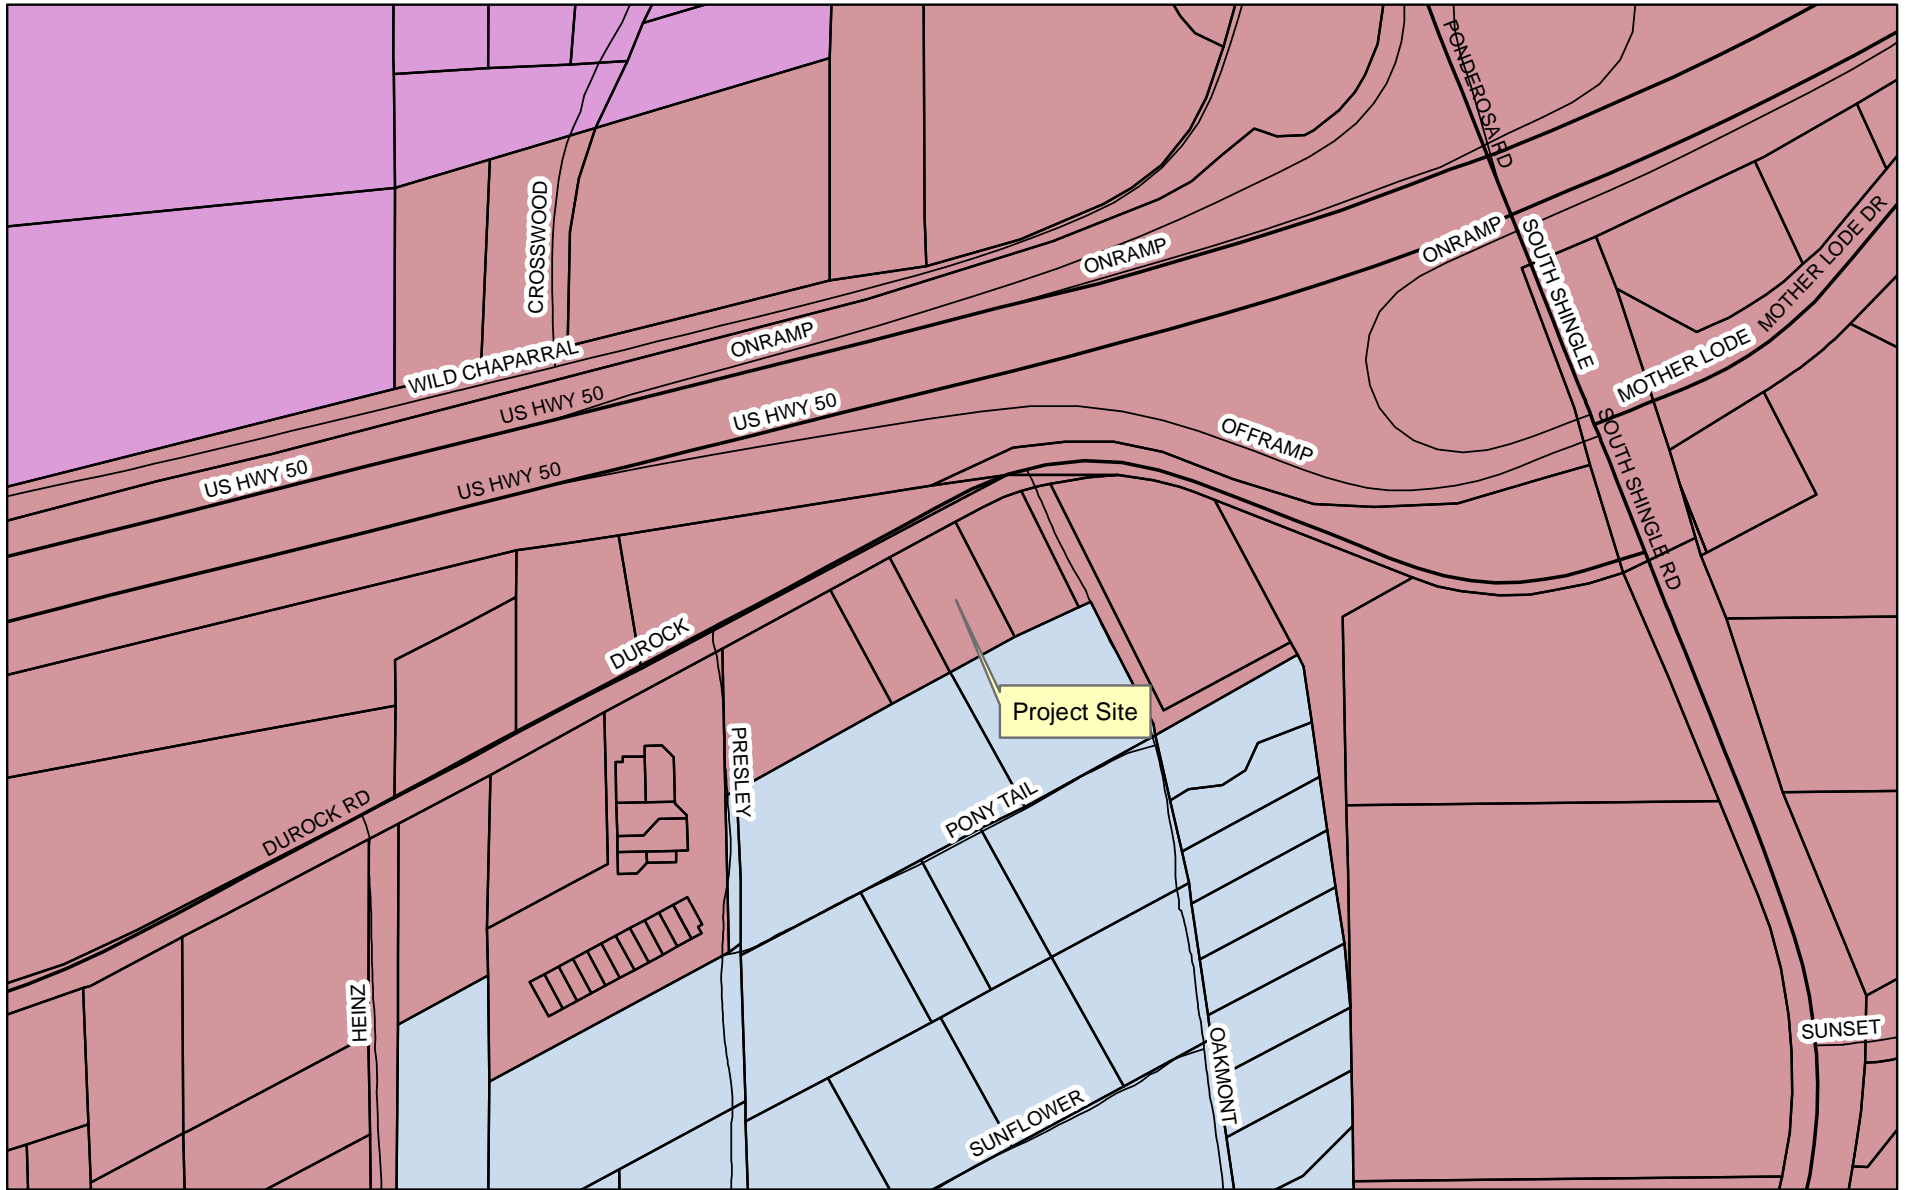 PONDEROSA RD
CROSSWOOD
ONRAMP
ONRAMP
SOUTH SHINGLE
MOTHER LODE DR
WILD CHAPARRAL
ONRAMP
MOTHER LODE
US HWY 50
US HWY 50
OFFRAMP
US HWY 50
US HWY 50
SOUTH SHINGLE RD
DUROCK
Project Site
PRESLEY
PONY TAIL
DUROCK RD
HEINZ
SUNSET
OAKMONT
SUNFLOWER